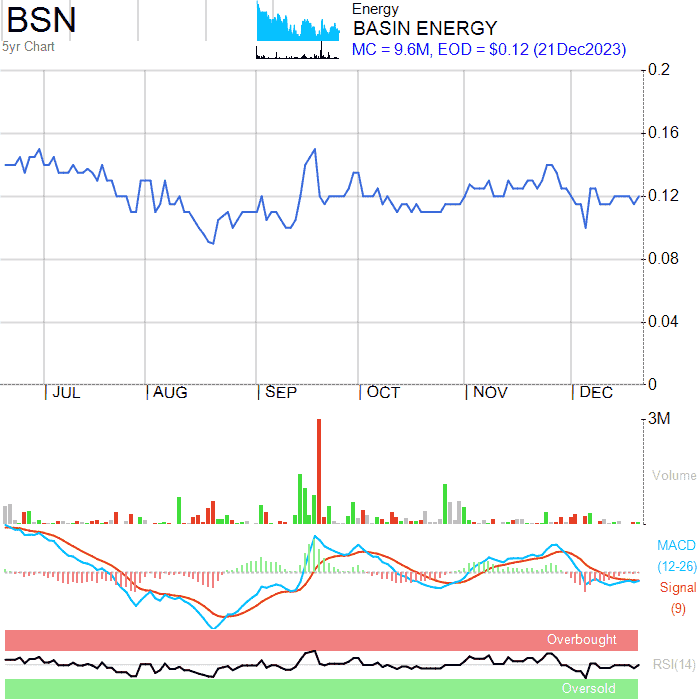 BSN
5yr Chart
Energy
BASIN ENERGY
MC = 9.6M, EOD = $0.12 (21Dec2023)
0.2
0.16
0.12
0.08
0.04
0
JUL AUG SEP OCT NOV DEC
3M
Volume
MACD
(12-26)
Signal
(9)
Overbought
RSI(14)
Oversold